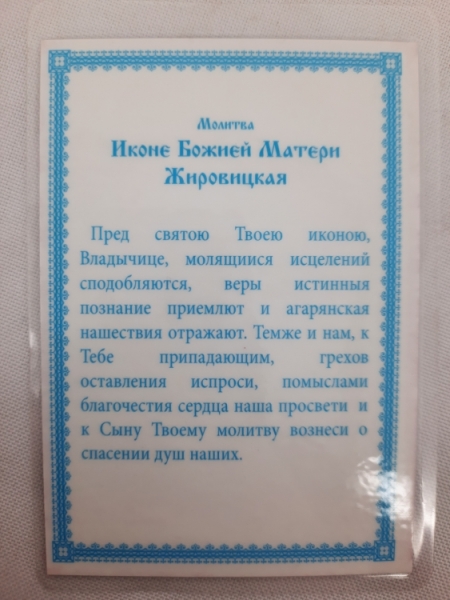 Молитва
Иконе Божией Матери
Жировицкая
Пред святою Твоею иконою,
Владычице, молящиися исцелений
сподобляются, веры истинныя
познание приемлют и агарянская
нашествия отражают. Темже и нам, к
Тебе припадающим, грехов
оставления испроси, помыслами
благочестия сердца наша просвети и
к Сыну Твоему молитву вознеси о
спасении душ наших.